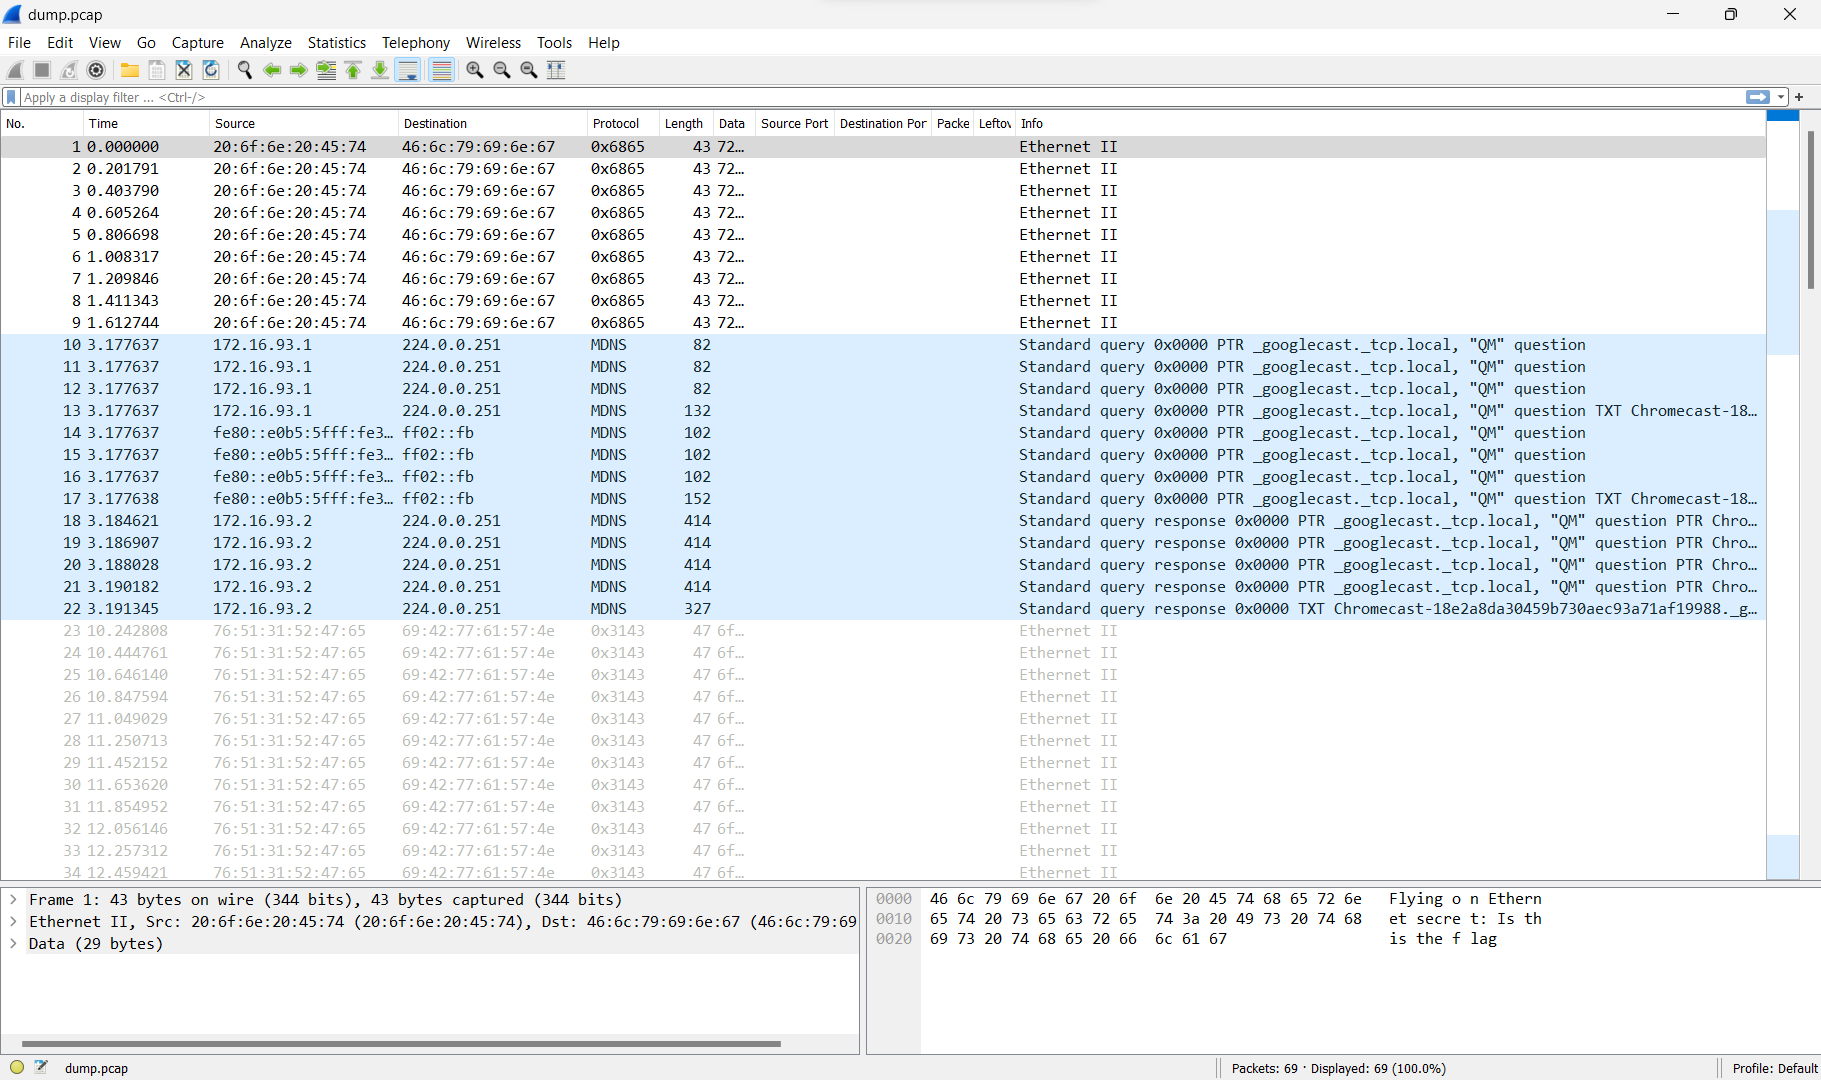 dump.pcap
File Edit View Go Capture Analyze Statistics Telephony Wireless Tools Help
Apply a display filter ... <Ctrl-/>
No. Time Source Destination Protocol Length Data Source Port Destination Por Packe Leftov Info
1 0.000000 20:6f:6e:20:45:74 46:6c:79:69:6e:67 0x6865 43 72… Ethernet II
2 0.201791 20:6f:6e:20:45:74 46:6c:79:69:6e:67 0x6865 43 72… Ethernet II
3 0.403790 20:6f:6e:20:45:74 46:6c:79:69:6e:67 0x6865 43 72… Ethernet II
4 0.605264 20:6f:6e:20:45:74 46:6c:79:69:6e:67 0x6865 43 72… Ethernet II
5 0.806698 20:6f:6e:20:45:74 46:6c:79:69:6e:67 0x6865 43 72… Ethernet II
6 1.008317 20:6f:6e:20:45:74 46:6c:79:69:6e:67 0x6865 43 72… Ethernet II
7 1.209846 20:6f:6e:20:45:74 46:6c:79:69:6e:67 0x6865 43 72… Ethernet II
8 1.411343 20:6f:6e:20:45:74 46:6c:79:69:6e:67 0x6865 43 72… Ethernet II
9 1.612744 20:6f:6e:20:45:74 46:6c:79:69:6e:67 0x6865 43 72… Ethernet II
10 3.177637 172.16.93.1 224.0.0.251 MDNS 82 Standard query 0x0000 PTR _googlecast._tcp.local, "QM" question
11 3.177637 172.16.93.1 224.0.0.251 MDNS 82 Standard query 0x0000 PTR _googlecast._tcp.local, "QM" question
12 3.177637 172.16.93.1 224.0.0.251 MDNS 82 Standard query 0x0000 PTR _googlecast._tcp.local, "QM" question
13 3.177637 172.16.93.1 224.0.0.251 MDNS 132 Standard query 0x0000 PTR _googlecast._tcp.local, "QM" question TXT Chromecast-18…
14 3.177637 fe80::e0b5:5fff:fe3… ff02::fb MDNS 102 Standard query 0x0000 PTR _googlecast._tcp.local, "QM" question
15 3.177637 fe80::e0b5:5fff:fe3… ff02::fb MDNS 102 Standard query 0x0000 PTR _googlecast._tcp.local, "QM" question
16 3.177637 fe80::e0b5:5fff:fe3… ff02::fb MDNS 102 Standard query 0x0000 PTR _googlecast._tcp.local, "QM" question
17 3.177638 fe80::e0b5:5fff:fe3… ff02::fb MDNS 152 Standard query 0x0000 PTR _googlecast._tcp.local, "QM" question TXT Chromecast-18…
18 3.184621 172.16.93.2 224.0.0.251 MDNS 414 Standard query response 0x0000 PTR _googlecast._tcp.local, "QM" question PTR Chro…
19 3.186907 172.16.93.2 224.0.0.251 MDNS 414 Standard query response 0x0000 PTR _googlecast._tcp.local, "QM" question PTR Chro…
20 3.188028 172.16.93.2 224.0.0.251 MDNS 414 Standard query response 0x0000 PTR _googlecast._tcp.local, "QM" question PTR Chro…
21 3.190182 172.16.93.2 224.0.0.251 MDNS 414 Standard query response 0x0000 PTR _googlecast._tcp.local, "QM" question PTR Chro…
22 3.191345 172.16.93.2 224.0.0.251 MDNS 327 Standard query response 0x0000 TXT Chromecast-18e2a8da30459b730aec93a71af19988._g…
23 10.242808 76:51:31:52:47:65 69:42:77:61:57:4e 0x3143 47 6f… Ethernet II
24 10.444761 76:51:31:52:47:65 69:42:77:61:57:4e 0x3143 47 6f… Ethernet II
25 10.646140 76:51:31:52:47:65 69:42:77:61:57:4e 0x3143 47 6f… Ethernet II
26 10.847594 76:51:31:52:47:65 69:42:77:61:57:4e 0x3143 47 6f… Ethernet II
27 11.049029 76:51:31:52:47:65 69:42:77:61:57:4e 0x3143 47 6f… Ethernet II
28 11.250713 76:51:31:52:47:65 69:42:77:61:57:4e 0x3143 47 6f… Ethernet II
29 11.452152 76:51:31:52:47:65 69:42:77:61:57:4e 0x3143 47 6f… Ethernet II
30 11.653620 76:51:31:52:47:65 69:42:77:61:57:4e 0x3143 47 6f… Ethernet II
31 11.854952 76:51:31:52:47:65 69:42:77:61:57:4e 0x3143 47 6f… Ethernet II
32 12.056146 76:51:31:52:47:65 69:42:77:61:57:4e 0x3143 47 6f… Ethernet II
33 12.257312 76:51:31:52:47:65 69:42:77:61:57:4e 0x3143 47 6f… Ethernet II
34 12.459421 76:51:31:52:47:65 69:42:77:61:57:4e 0x3143 47 6f… Ethernet II
Frame 1: 43 bytes on wire (344 bits), 43 bytes captured (344 bits)
Ethernet II, Src: 20:6f:6e:20:45:74 (20:6f:6e:20:45:74), Dst: 46:6c:79:69:6e:67 (46:6c:79:69
Data (29 bytes)
0000 46 6c 79 69 6e 67 20 6f 6e 20 45 74 68 65 72 6e Flying o n Ethern
0010 65 74 20 73 65 63 72 65 74 3a 20 49 73 20 74 68 et secre t: Is th
0020 69 73 20 74 68 65 20 66 6c 61 67 is the f lag
dump.pcap Packets: 69 · Displayed: 69 (100.0%) Profile: Default